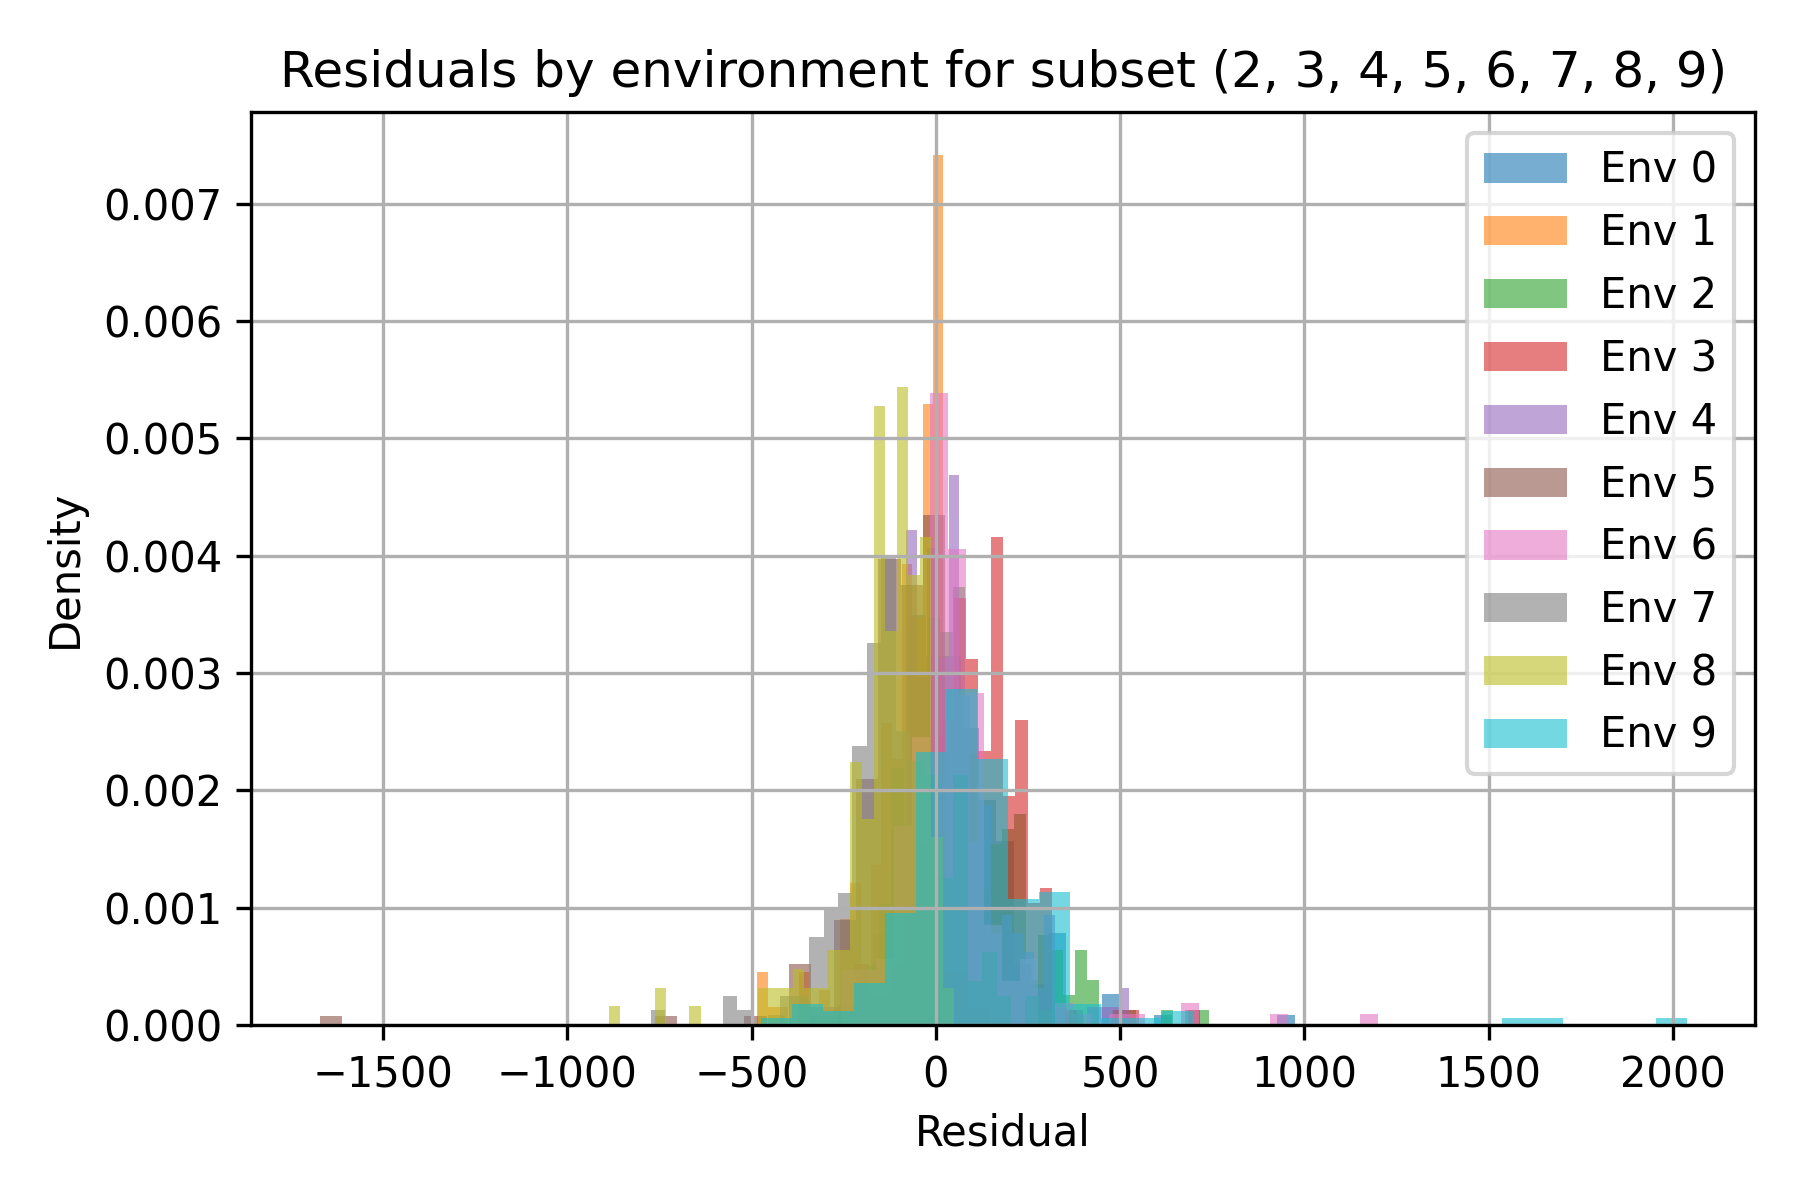 Residuals by environment for subset (2, 3, 4, 5, 6, 7, 8, 9)
0.007
0.006
0.005
0.004
0.003
0.002
0.001
0.000
Density
Env 0
Env 1
Env 2
Env 3
Env 4
Env 5
Env 6
Env 7
Env 8
Env 9
−1500 −1000 −500 0 500 1000 1500 2000
Residual